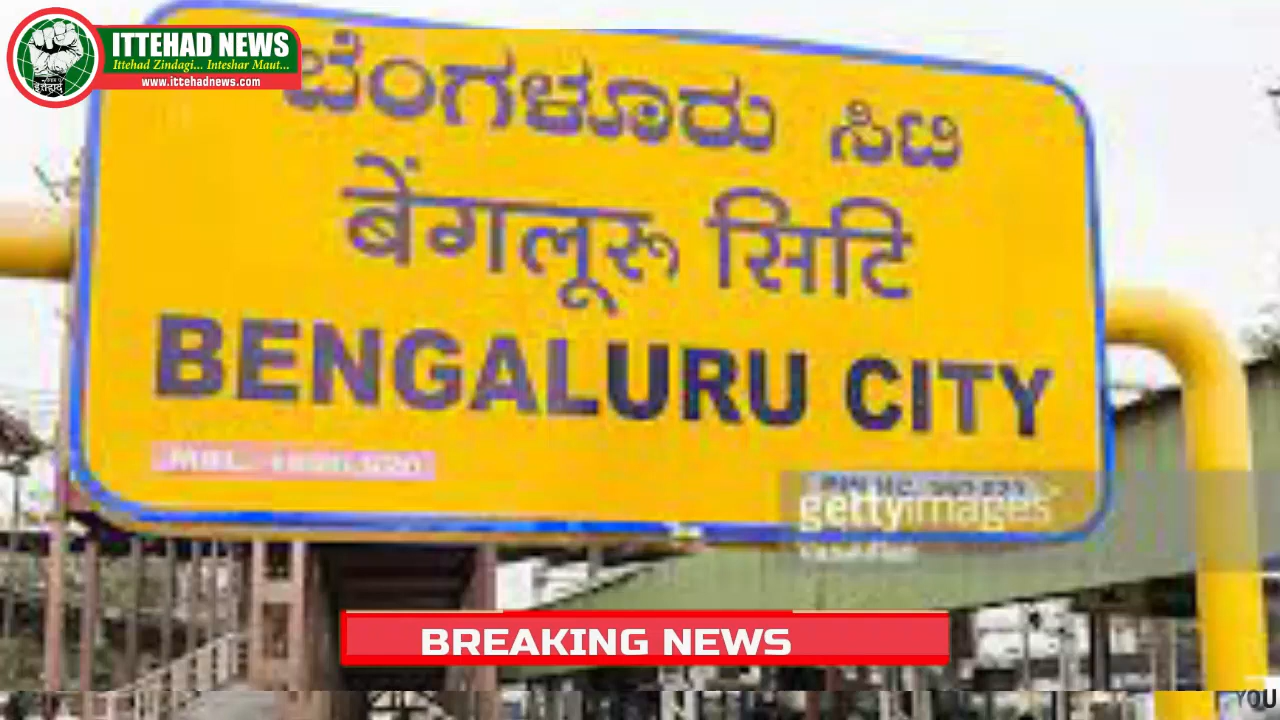 ITTEHAD NEWS
Ittehad Zindagi... Inteshar Maut...
www.ittehadnews.com
ಬೆಂಗಳೂರು ಸಿಟಿ
बेंगलूरू सिटि
BENGALURU CITY
gettyimages
BREAKING NEWS
YOU